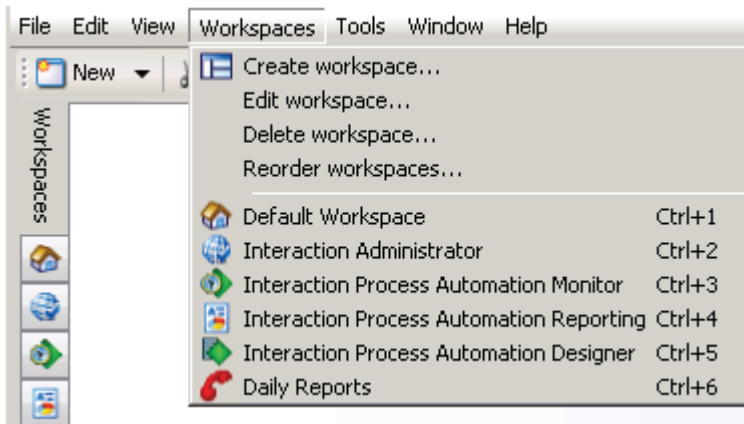 File Edit View Workspaces Tools Window Help
New
Workspaces
Create workspace...
Edit workspace...
Delete workspace...
Reorder workspaces...
Default Workspace Ctrl+1
Interaction Administrator Ctrl+2
Interaction Process Automation Monitor Ctrl+3
Interaction Process Automation Reporting Ctrl+4
Interaction Process Automation Designer Ctrl+5
Daily Reports Ctrl+6